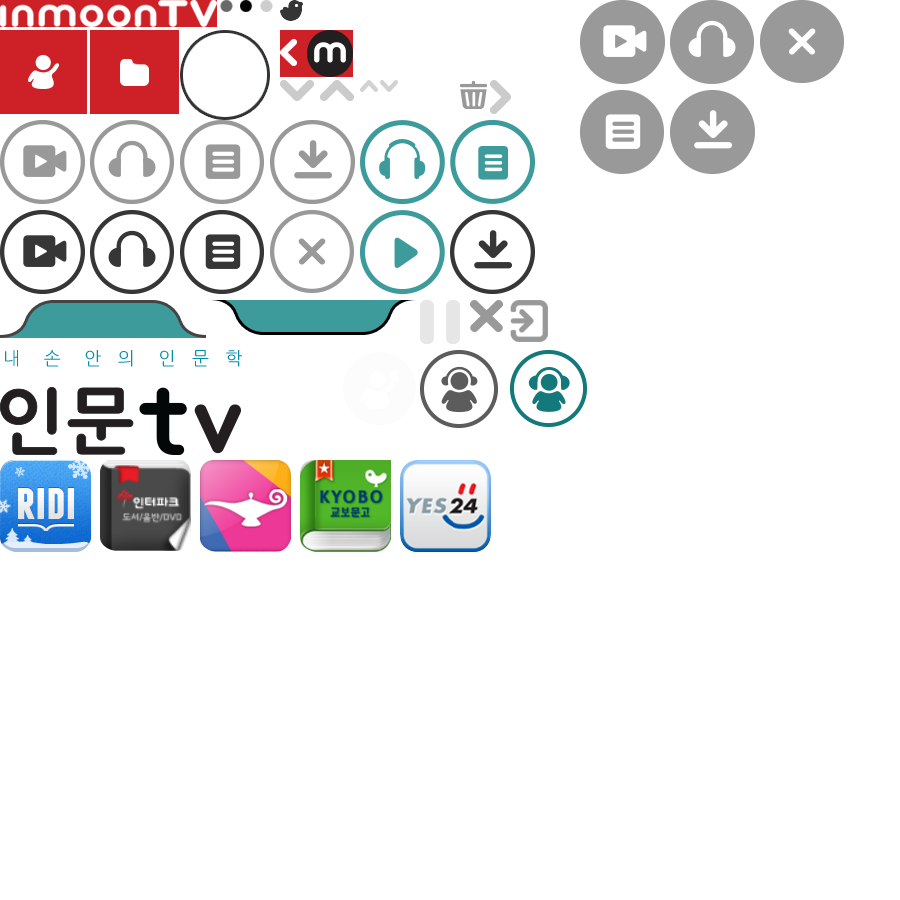 inmoonTV
m
내 손 안의 인문학
인문tv
RIDI
인터파크
도서/음반/DVD
KYOBO
교보문고
YES24